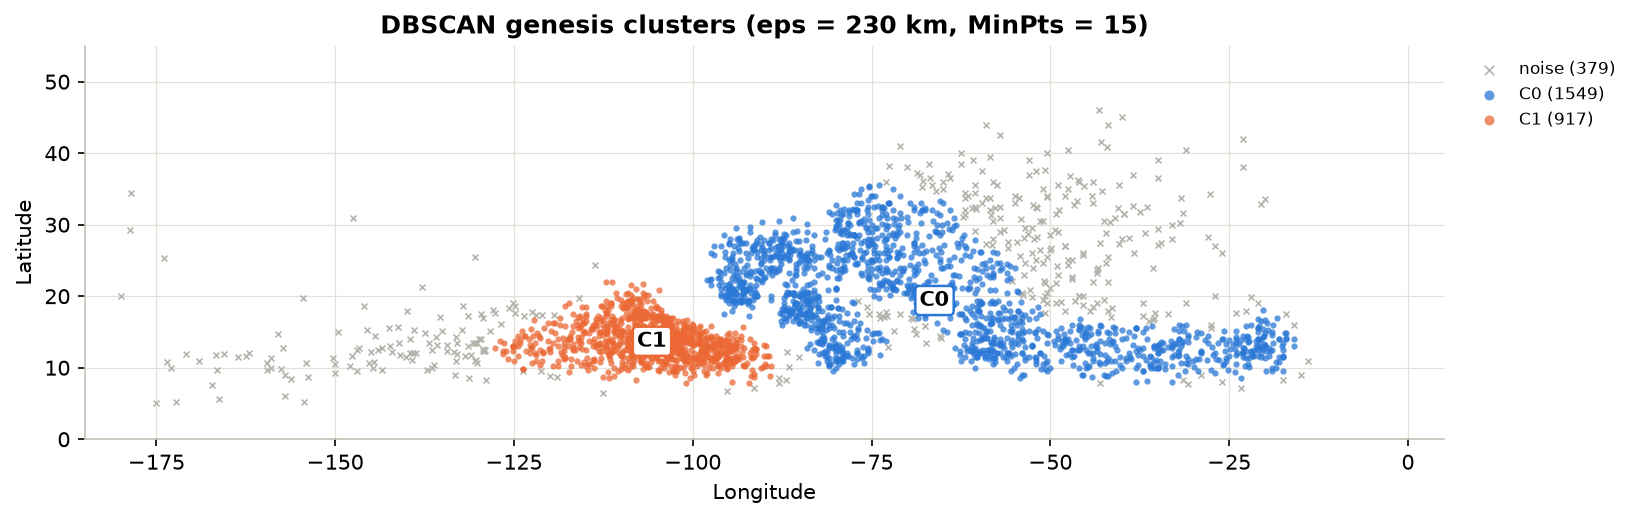 DBSCAN genesis clusters (eps = 230 km, MinPts = 15)
noise (379)
C0 (1549)
C1 (917)
Latitude
50
40
30
20
10
0
C0
C1
−175
−150
−125
−100
−75
−50
−25
0
Longitude